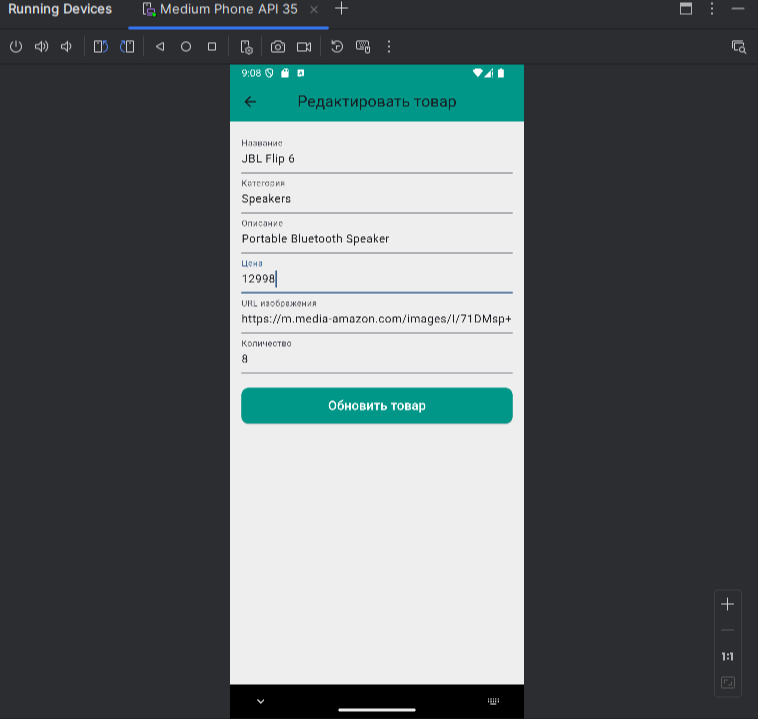 Running Devices
Medium Phone API 35
9:08
Редактировать товар
Название
JBL Flip 6
Категория
Speakers
Описание
Portable Bluetooth Speaker
Цена
12998
URL изображения
https://m.media-amazon.com/images/I/71DMsp+
Количество
8
Обновить товар
1:1